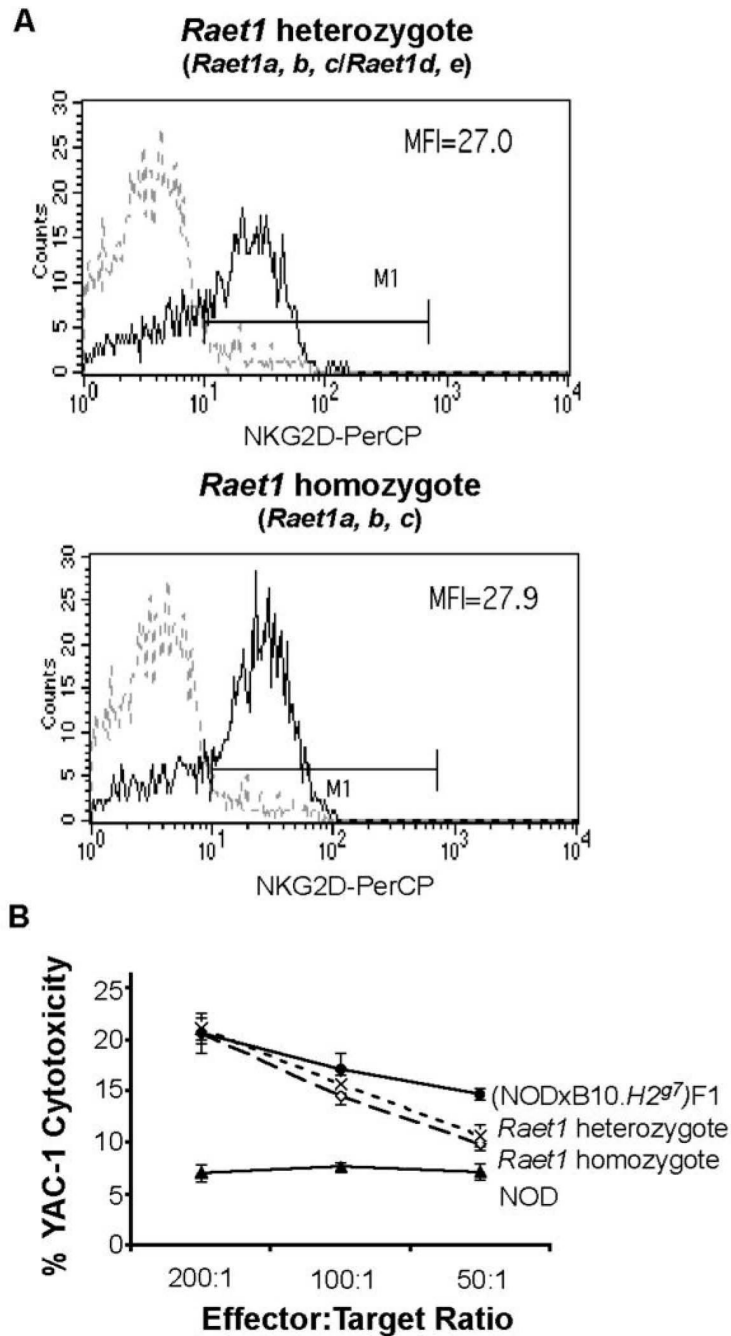 A
Raet1 heterozygote
(Raet1a, b, c/Raet1d, e)
30
25
20
15
10
5
0
Counts
MFI=27.0
M1
10^0 10^1 10^2 10^3 10^4
NKG2D-PerCP
Raet1 homozygote
(Raet1a, b, c)
30
25
20
15
10
5
0
Counts
MFI=27.9
M1
10^0 10^1 10^2 10^3 10^4
NKG2D-PerCP
B
% YAC-1 Cytotoxicity
25
20
15
10
5
0
(NODxB10.H2^g7)F1
Raet1 heterozygote
Raet1 homozygote
NOD
200:1 100:1 50:1
Effector:Target Ratio